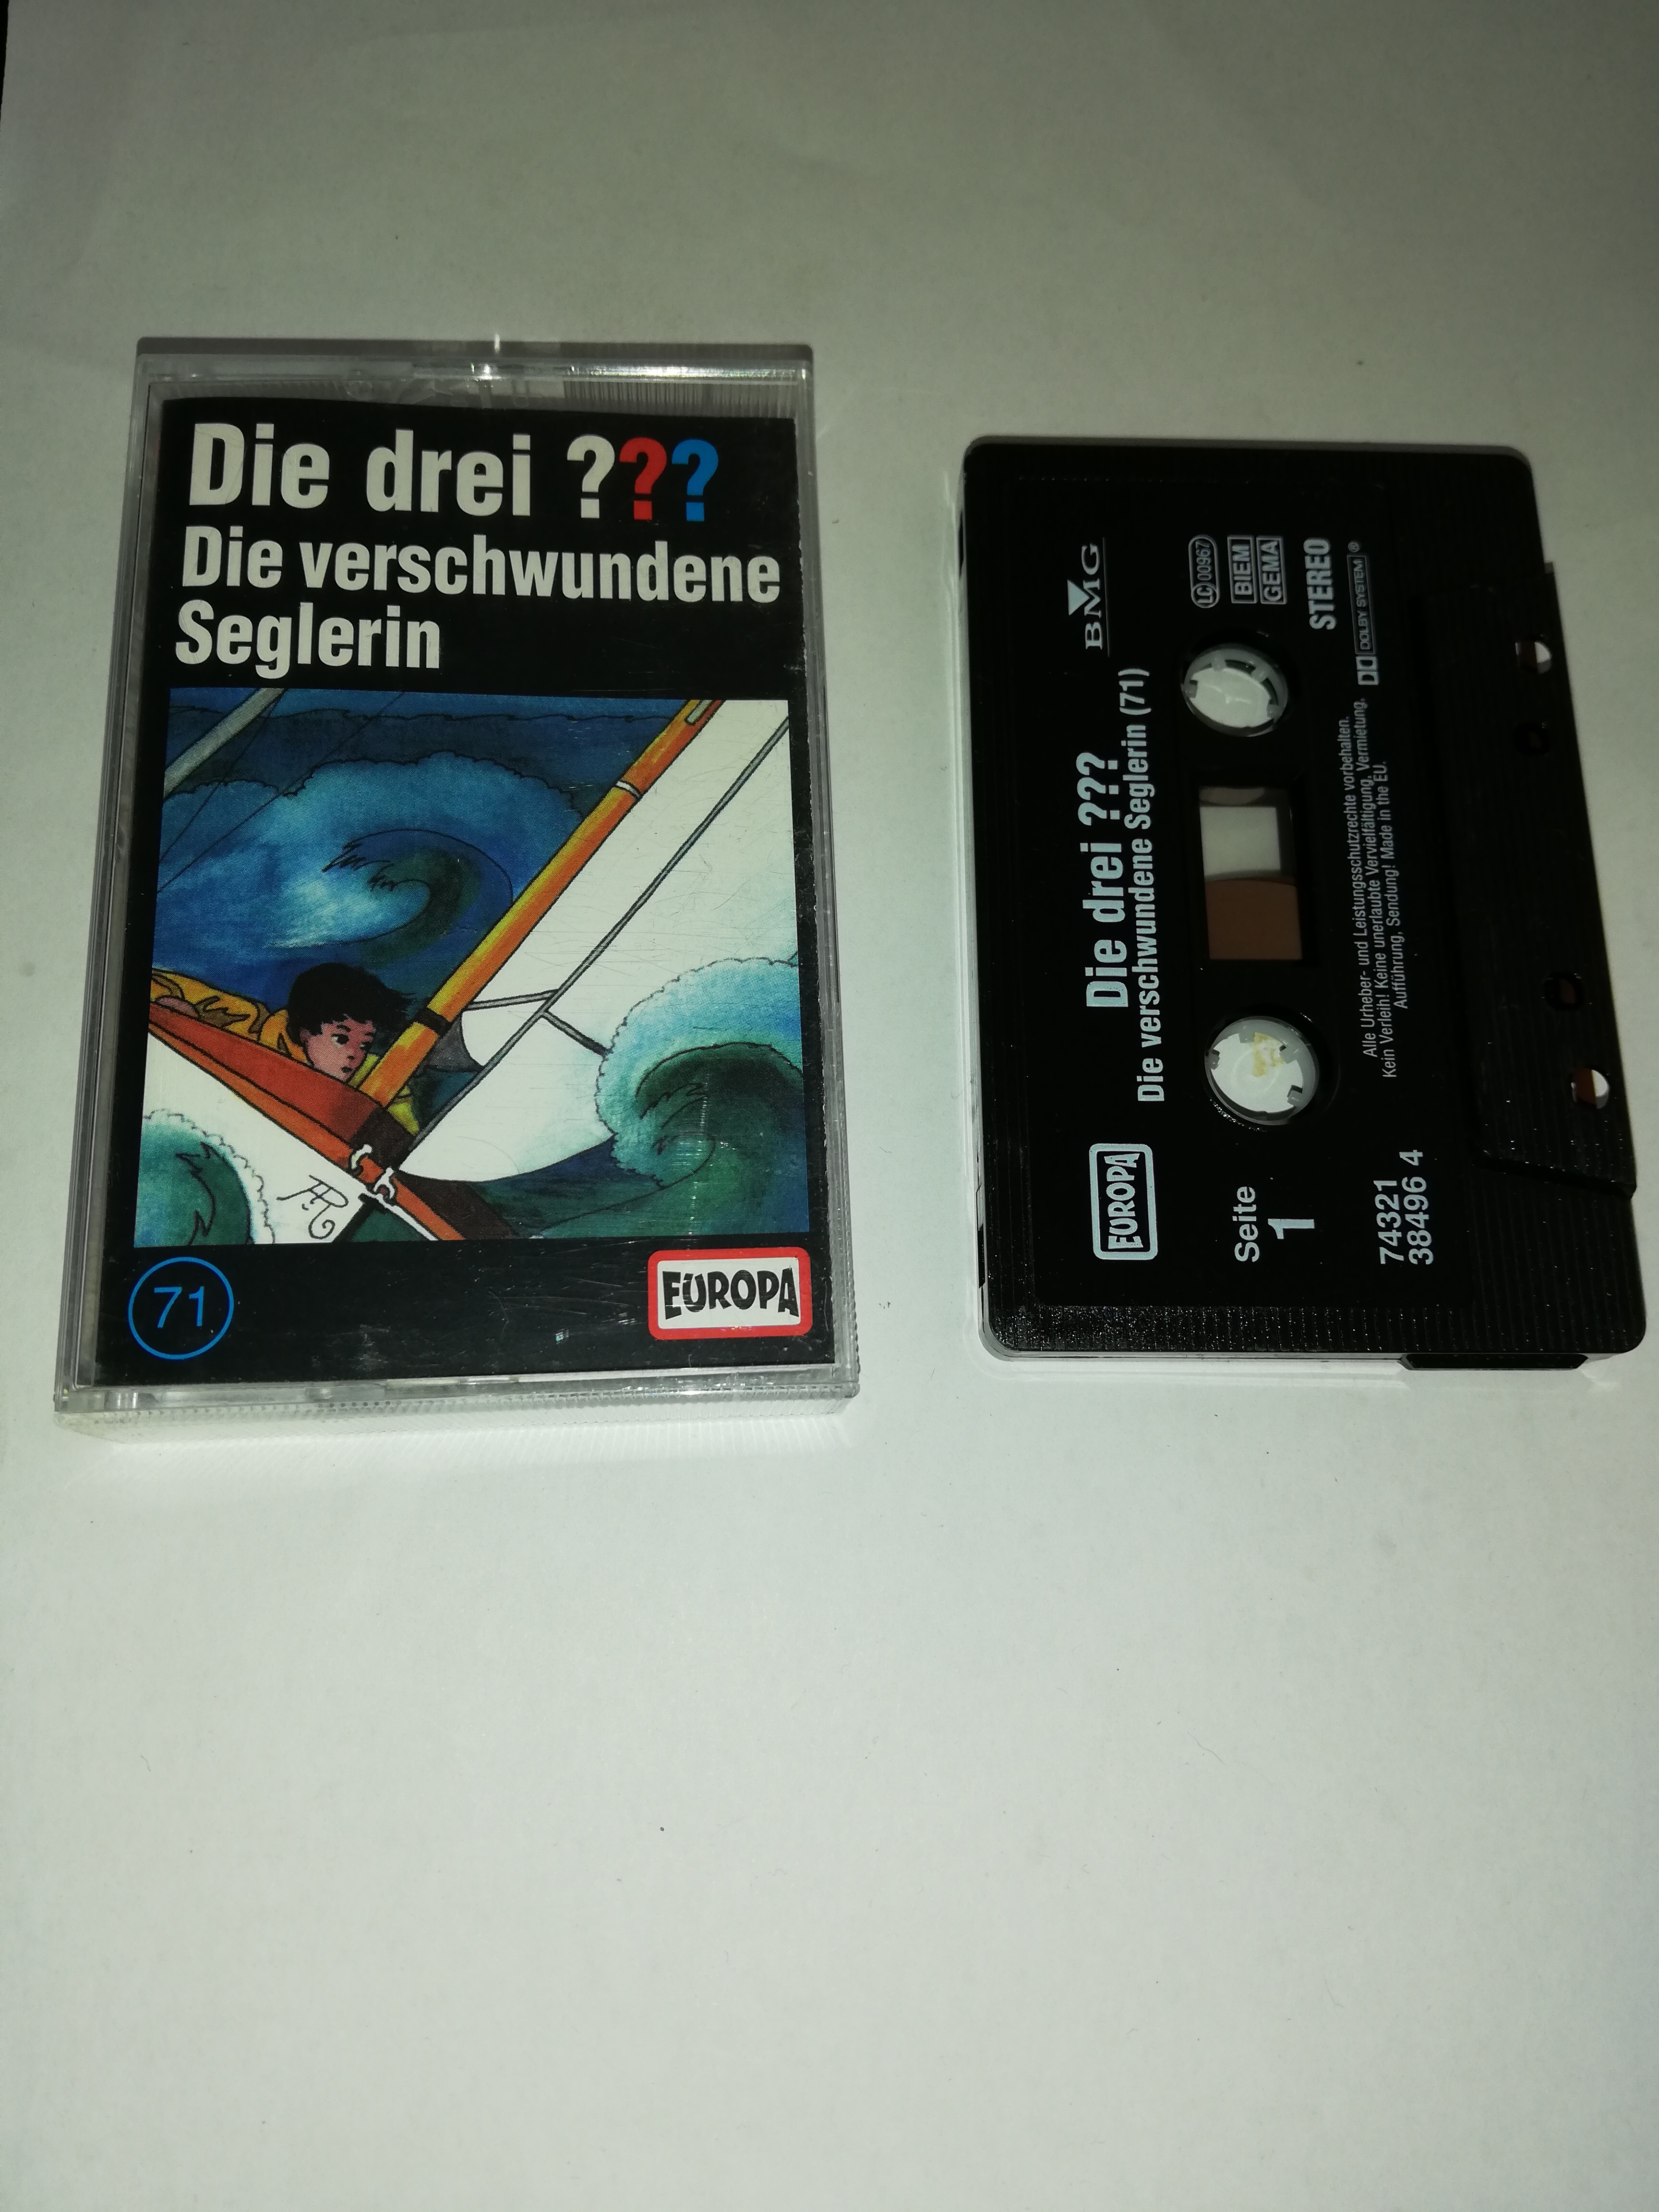 Die drei ???
Die verschwundene
Seglerin
71
EUROPA
EUROPA
Die drei ???
Die verschwundene Seglerin (71)
BMG
Seite
1
LC 00967
BIEM
GEMA
STEREO
DOLBY SYSTEM®
74321
38496 4
Alle Urheber- und Leistungsschutzrechte vorbehalten.
Kein Verleih! Keine unerlaubte Vervielfältigung, Vermietung,
Aufführung, Sendung! Made in the EU.